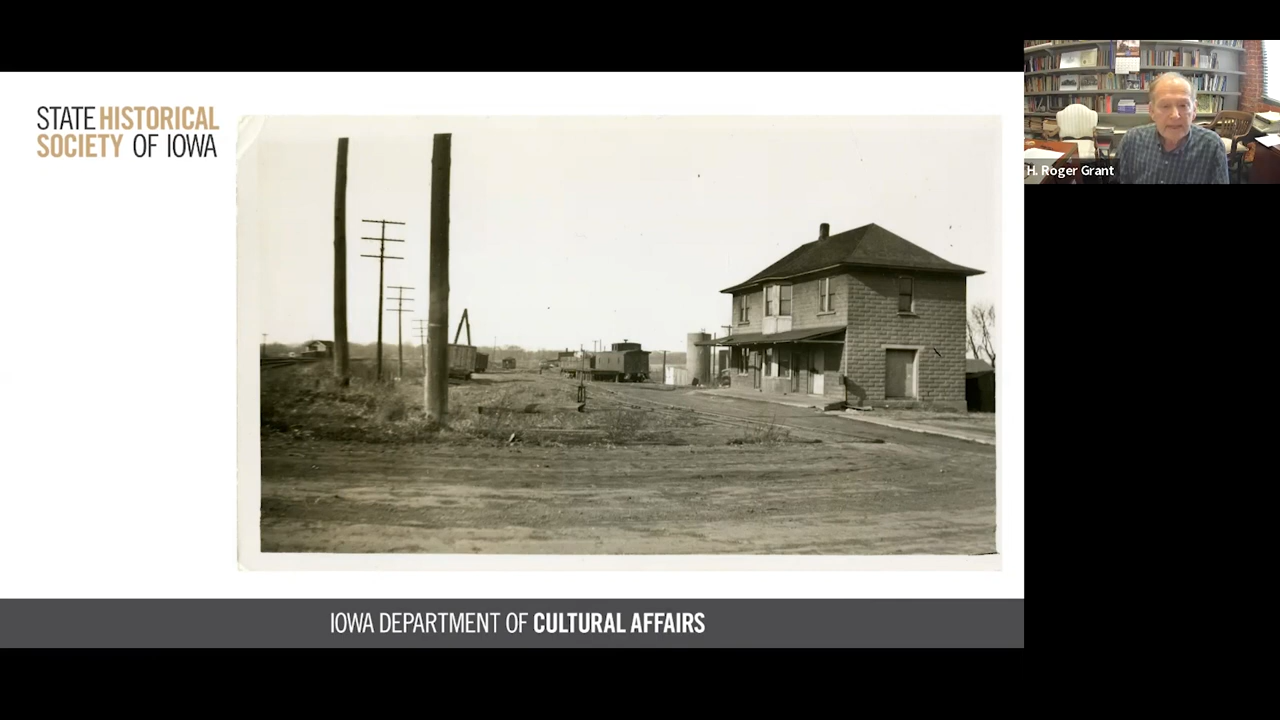 STATE HISTORICAL
SOCIETY OF IOWA
H. Roger Grant
IOWA DEPARTMENT OF CULTURAL AFFAIRS